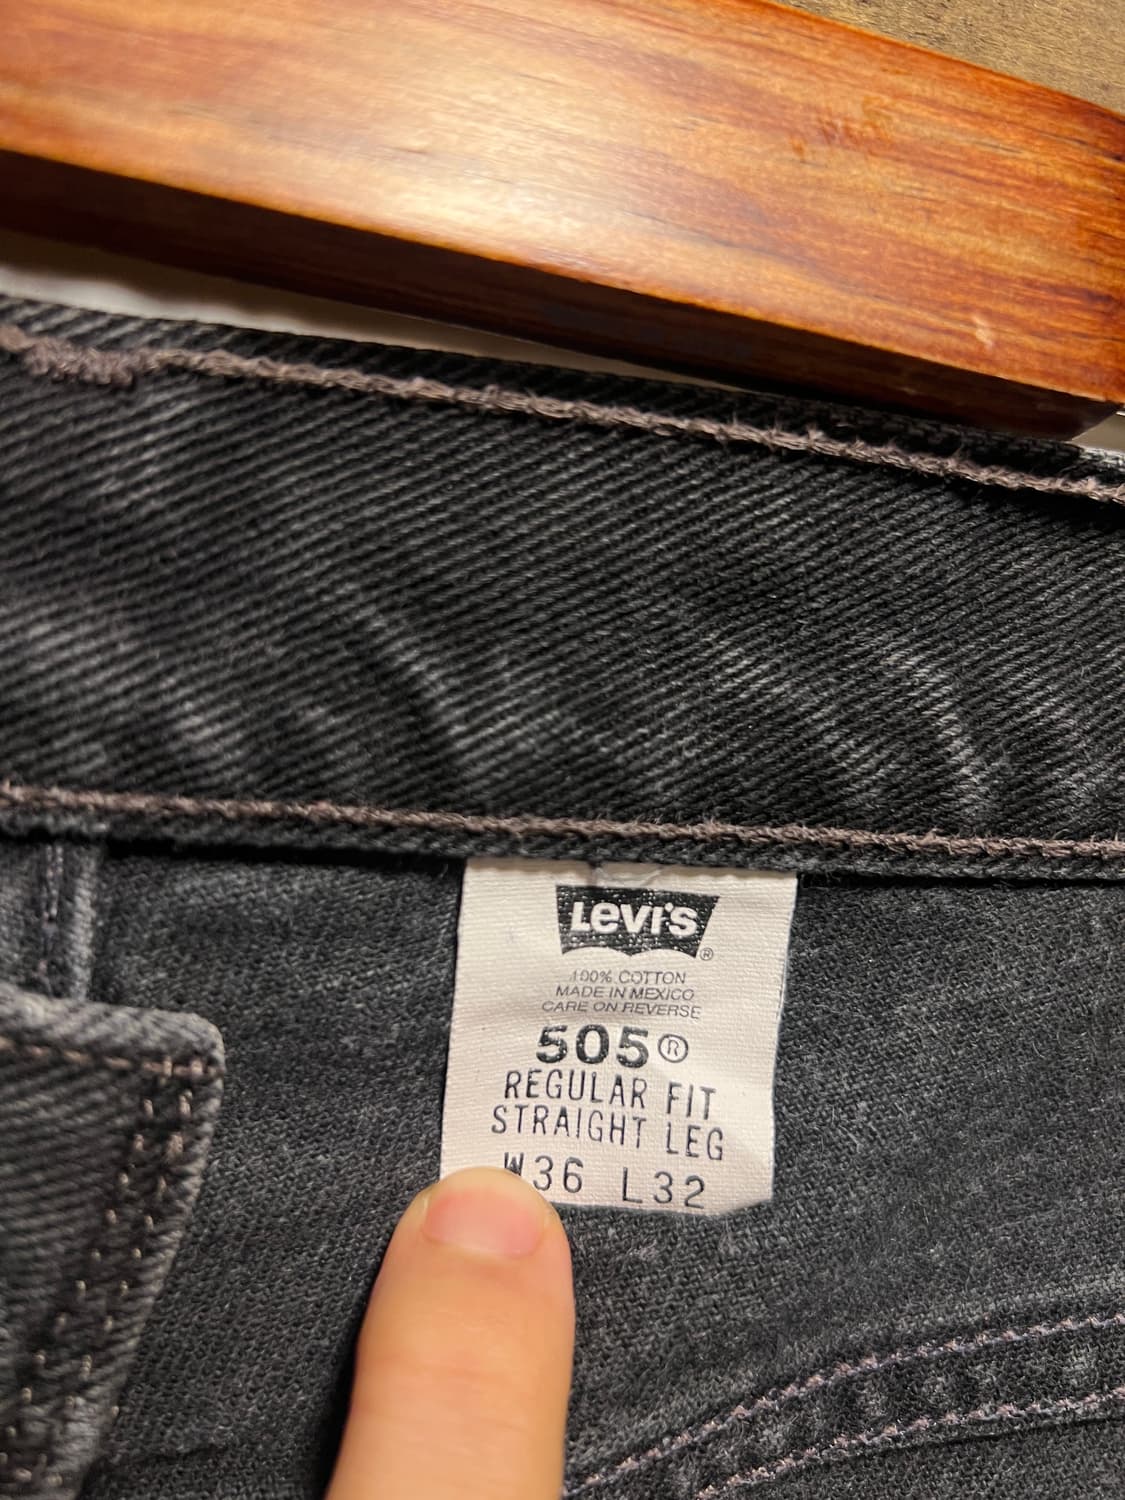 Levi's ®
100% COTTON
MADE IN MEXICO
CARE ON REVERSE
505®
REGULAR FIT
STRAIGHT LEG
W36 L32